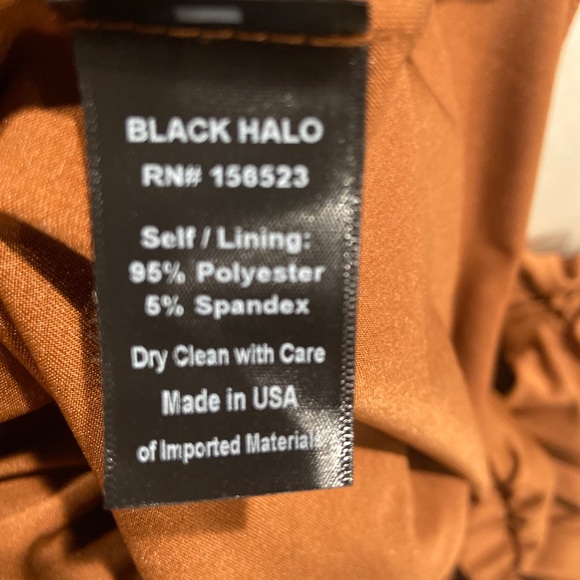 BLACK HALO
RN# 156523
Self / Lining:
95% Polyester
5% Spandex
Dry Clean with Care
Made in USA
of Imported Materials